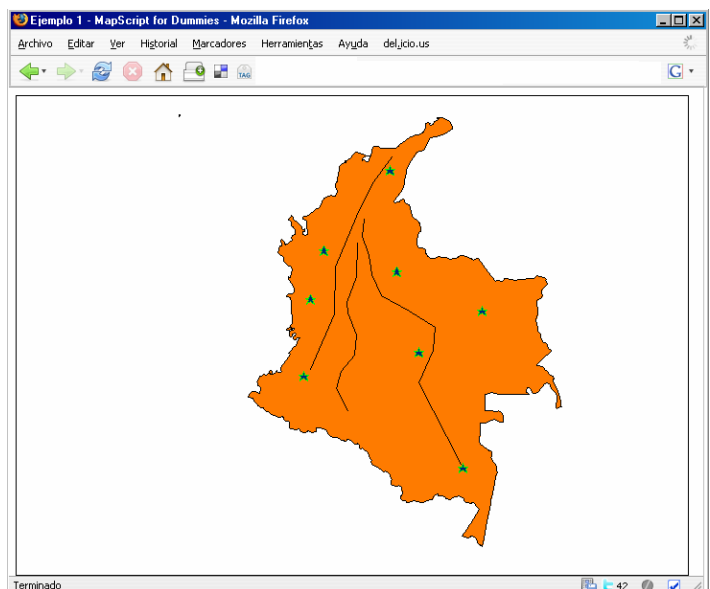 Ejemplo 1 - MapScript for Dummies - Mozilla Firefox
Archivo Editar Ver Historial Marcadores Herramientas Ayuda del.icio.us
TAG G
Terminado 42